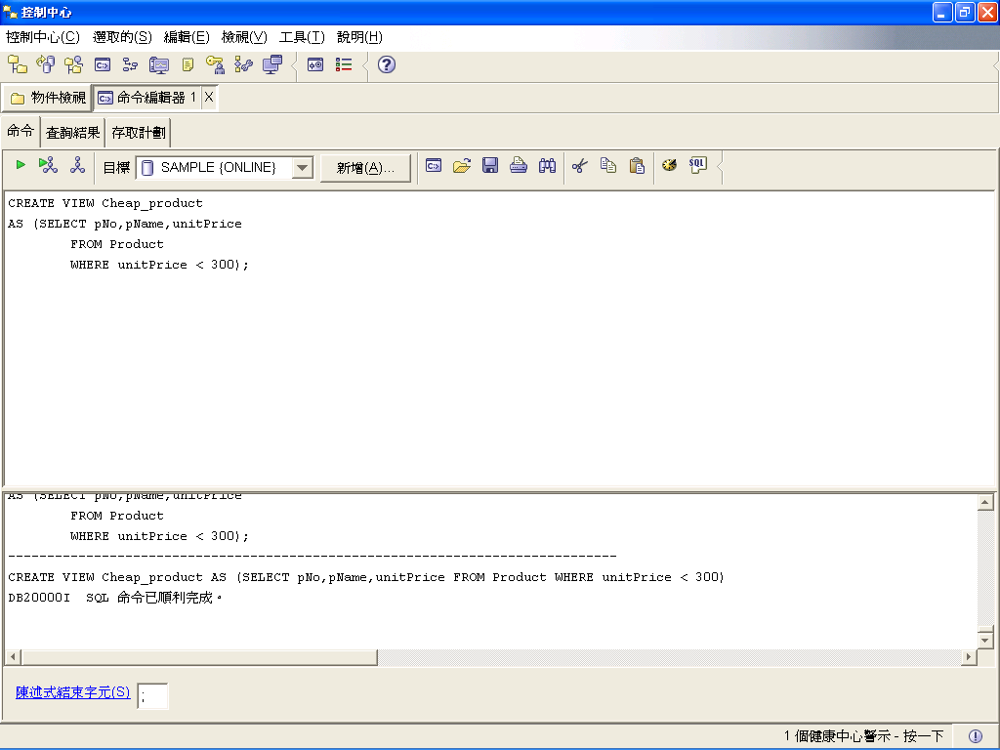 控制中心
控制中心(C) 選取的(S) 編輯(E) 檢視(V) 工具(T) 說明(H)
物件檢視 命令編輯器 1 X
命令 查詢結果 存取計劃
目標 SAMPLE {ONLINE} 新增(A)... SQL
CREATE VIEW Cheap_product
AS (SELECT pNo,pName,unitPrice
FROM Product
WHERE unitPrice < 300);
AS (SELECT pNo,pName,unitPrice
FROM Product
WHERE unitPrice < 300);
------------------------------------------------------------------------------
CREATE VIEW Cheap_product AS (SELECT pNo,pName,unitPrice FROM Product WHERE unitPrice < 300)
DB20000I SQL 命令已順利完成。
陳述式結束字元(S) ;
1 個健康中心警示 - 按一下